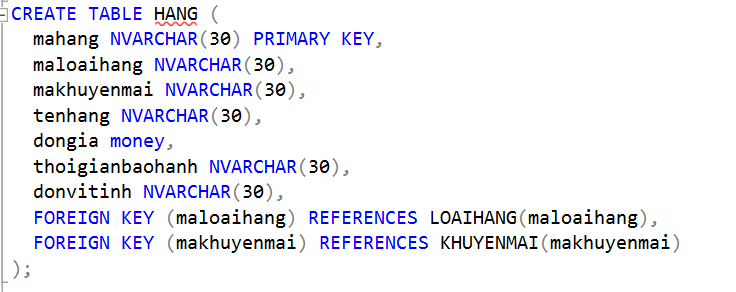 CREATE TABLE HANG (
mahang NVARCHAR(30) PRIMARY KEY,
maloaihang NVARCHAR(30),
makhuyenmai NVARCHAR(30),
tenhang NVARCHAR(30),
dongia money,
thoigianbaohanh NVARCHAR(30),
donvitinh NVARCHAR(30),
FOREIGN KEY (maloaihang) REFERENCES LOAIHANG(maloaihang),
FOREIGN KEY (makhuyenmai) REFERENCES KHUYENMAI(makhuyenmai)
);